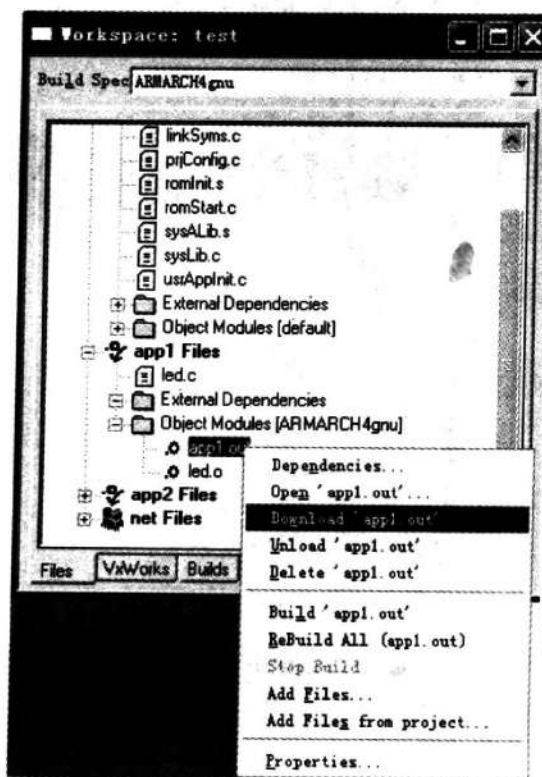 Workspace: test
Build Spec ARMARCH4gnu
linkSyms.c
prjConfig.c
romInit.s
romStart.c
sysALib.s
sysLib.c
usrAppInit.c
External Dependencies
Object Modules [default]
app1 Files
led.c
External Dependencies
Object Modules [ARMARCH4gnu]
app1.out
led.o
app2 Files
net Files
Files VxWorks Builds
Dependencies...
Open 'app1.out'...
Download 'app1.out'
Unload 'app1.out'
Delete 'app1.out'
Build 'app1.out'
ReBuild All (app1.out)
Stop Build
Add Files...
Add Files from project...
Properties...